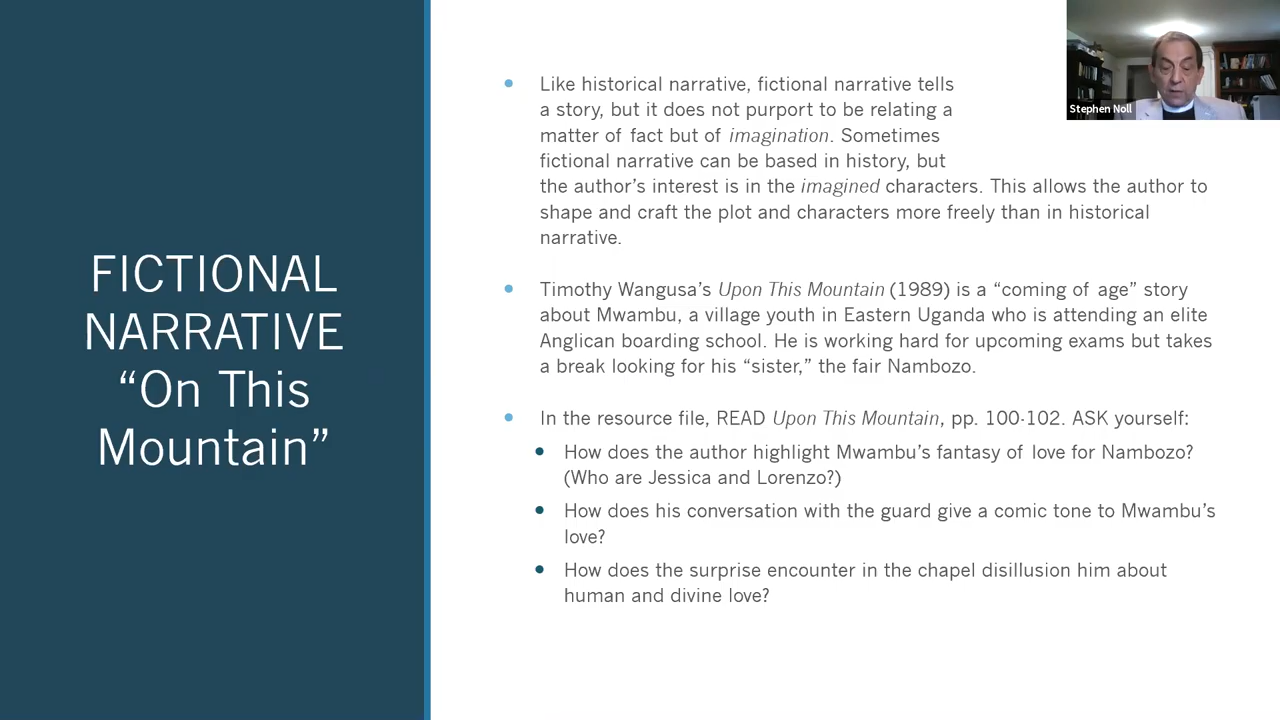 FICTIONAL
NARRATIVE
“On This
Mountain”
Like historical narrative, fictional narrative tells
a story, but it does not purport to be relating a
matter of fact but of imagination. Sometimes
fictional narrative can be based in history, but
the author’s interest is in the imagined characters. This allows the author to
shape and craft the plot and characters more freely than in historical
narrative.
Timothy Wangusa’s Upon This Mountain (1989) is a “coming of age” story
about Mwambu, a village youth in Eastern Uganda who is attending an elite
Anglican boarding school. He is working hard for upcoming exams but takes
a break looking for his “sister,” the fair Nambozo.
In the resource file, READ Upon This Mountain, pp. 100-102. ASK yourself:
How does the author highlight Mwambu’s fantasy of love for Nambozo?
(Who are Jessica and Lorenzo?)
How does his conversation with the guard give a comic tone to Mwambu’s
love?
How does the surprise encounter in the chapel disillusion him about
human and divine love?
Stephen Noll